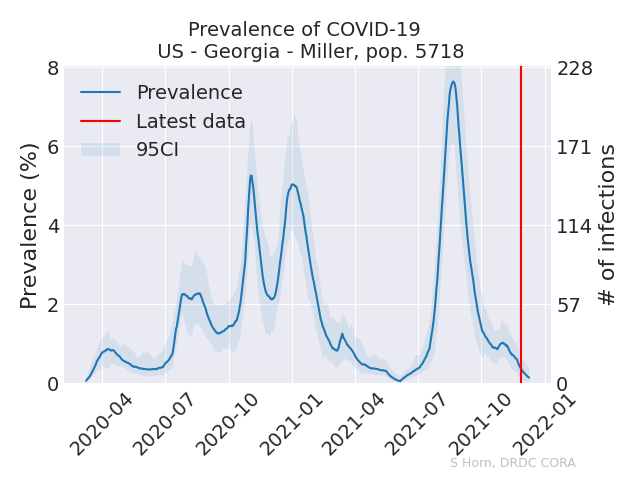 Prevalence of COVID-19
US - Georgia - Miller, pop. 5718
Prevalence
Latest data
95CI
Prevalence (%)
8
6
4
2
0
# of infections
228
171
114
57
0
2020-04
2020-07
2020-10
2021-01
2021-04
2021-07
2021-10
2022-01
S Horn, DRDC CORA